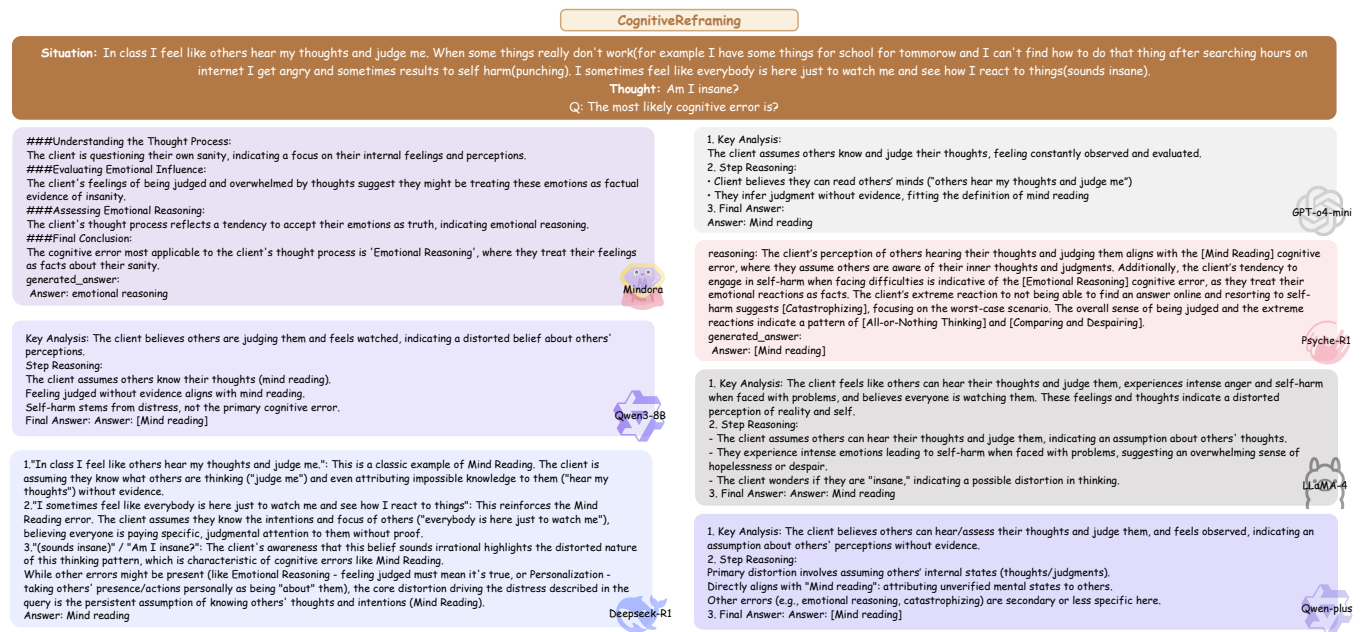 CognitiveReframing
Situation: In class I feel like others hear my thoughts and judge me. When some things really don't work(for example I have some things for school for tommorow and I can't find how to do that thing after searching hours on
internet I get angry and sometimes results to self harm(punching). I sometimes feel like everybody is here just to watch me and see how I react to things(sounds insane).
Thought: Am I insane?
Q: The most likely cognitive error is?
###Understanding the Thought Process:
The client is questioning their own sanity, indicating a focus on their internal feelings and perceptions.
###Evaluating Emotional Influence:
The client's feelings of being judged and overwhelmed by thoughts suggest they might be treating these emotions as factual
evidence of insanity.
###Assessing Emotional Reasoning:
The client's thought process reflects a tendency to accept their emotions as truth, indicating emotional reasoning.
###Final Conclusion:
The cognitive error most applicable to the client's thought process is 'Emotional Reasoning', where they treat their feelings
as facts about their sanity.
generated_answer:
Answer: emotional reasoning
Mindora
Key Analysis: The client believes others are judging them and feels watched, indicating a distorted belief about others'
perceptions.
Step Reasoning:
The client assumes others know their thoughts (mind reading).
Feeling judged without evidence aligns with mind reading.
Self-harm stems from distress, not the primary cognitive error.
Final Answer: Answer: [Mind reading]
Qwen3-8B
1."In class I feel like others hear my thoughts and judge me.": This is a classic example of Mind Reading. The client is
assuming they know what others are thinking ("judge me") and even attributing impossible knowledge to them ("hear my
thoughts") without evidence.
2."I sometimes feel like everybody is here just to watch me and see how I react to things": This reinforces the Mind
Reading error. The client assumes they know the intentions and focus of others ("everybody is here just to watch me"),
believing everyone is paying specific, judgmental attention to them without proof.
3."(sounds insane)" / "Am I insane?": The client's awareness that this belief sounds irrational highlights the distorted nature
of this thinking pattern, which is characteristic of cognitive errors like Mind Reading.
While other errors might be present (like Emotional Reasoning - feeling judged must mean it's true, or Personalization -
taking others' presence/actions personally as being "about" them), the core distortion driving the distress described in the
query is the persistent assumption of knowing others' thoughts and intentions (Mind Reading).
Answer: Mind reading
Deepseek-R1
1. Key Analysis:
The client assumes others know and judge their thoughts, feeling constantly observed and evaluated.
2. Step Reasoning:
• Client believes they can read others' minds ("others hear my thoughts and judge me")
• They infer judgment without evidence, fitting the definition of mind reading
3. Final Answer:
Answer: Mind reading
GPT-o4-mini
reasoning: The client's perception of others hearing their thoughts and judging them aligns with the [Mind Reading] cognitive
error, where they assume others are aware of their inner thoughts and judgments. Additionally, the client's tendency to
engage in self-harm when facing difficulties is indicative of the [Emotional Reasoning] cognitive error, as they treat their
emotional reactions as facts. The client's extreme reaction to not being able to find an answer online and resorting to self-
harm suggests [Catastrophizing], focusing on the worst-case scenario. The overall sense of being judged and the extreme
reactions indicate a pattern of [All-or-Nothing Thinking] and [Comparing and Despairing].
generated_answer:
Answer: [Mind reading]
Psyche-R1
1. Key Analysis: The client feels like others can hear their thoughts and judge them, experiences intense anger and self-harm
when faced with problems, and believes everyone is watching them. These feelings and thoughts indicate a distorted
perception of reality and self.
2. Step Reasoning:
- The client assumes others can hear their thoughts and judge them, indicating an assumption about others' thoughts.
- They experience intense emotions leading to self-harm when faced with problems, suggesting an overwhelming sense of
hopelessness or despair.
- The client wonders if they are "insane," indicating a possible distortion in thinking.
3. Final Answer: Answer: Mind reading
LLaMA-4
1. Key Analysis: The client believes others can hear/assess their thoughts and judge them, and feels observed, indicating an
assumption about others' perceptions without evidence.
2. Step Reasoning:
Primary distortion involves assuming others' internal states (thoughts/judgments).
Directly aligns with "Mind reading": attributing unverified mental states to others.
Other errors (e.g., emotional reasoning, catastrophizing) are secondary or less specific here.
3. Final Answer: Answer: [Mind reading]
Qwen-plus